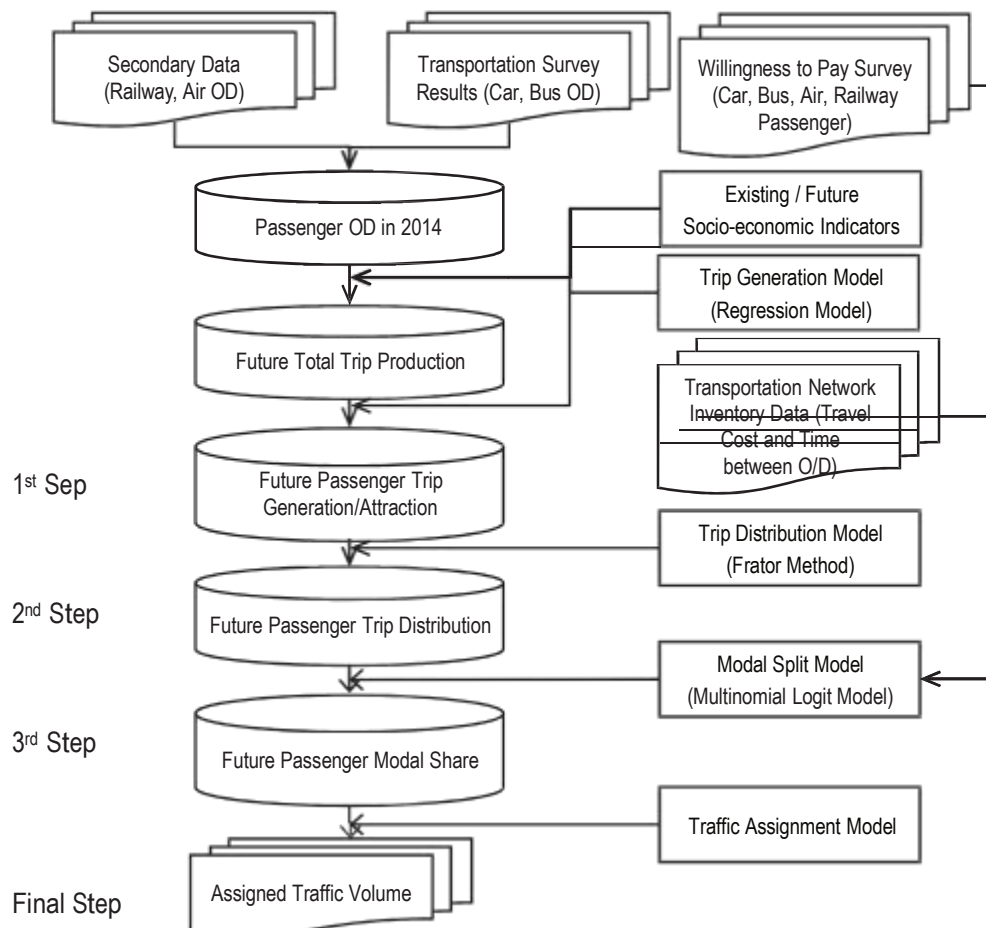 Secondary Data
(Railway, Air OD)
Transportation Survey
Results (Car, Bus OD)
Willingness to Pay Survey
(Car, Bus, Air, Railway
Passenger)
Passenger OD in 2014
Existing / Future
Socio-economic Indicators
Trip Generation Model
(Regression Model)
Future Total Trip Production
Transportation Network
Inventory Data (Travel
Cost and Time
between O/D)
1st Sep
Future Passenger Trip
Generation/Attraction
Trip Distribution Model
(Frator Method)
2nd Step
Future Passenger Trip Distribution
Modal Split Model
(Multinomial Logit Model)
3rd Step
Future Passenger Modal Share
Traffic Assignment Model
Final Step
Assigned Traffic Volume